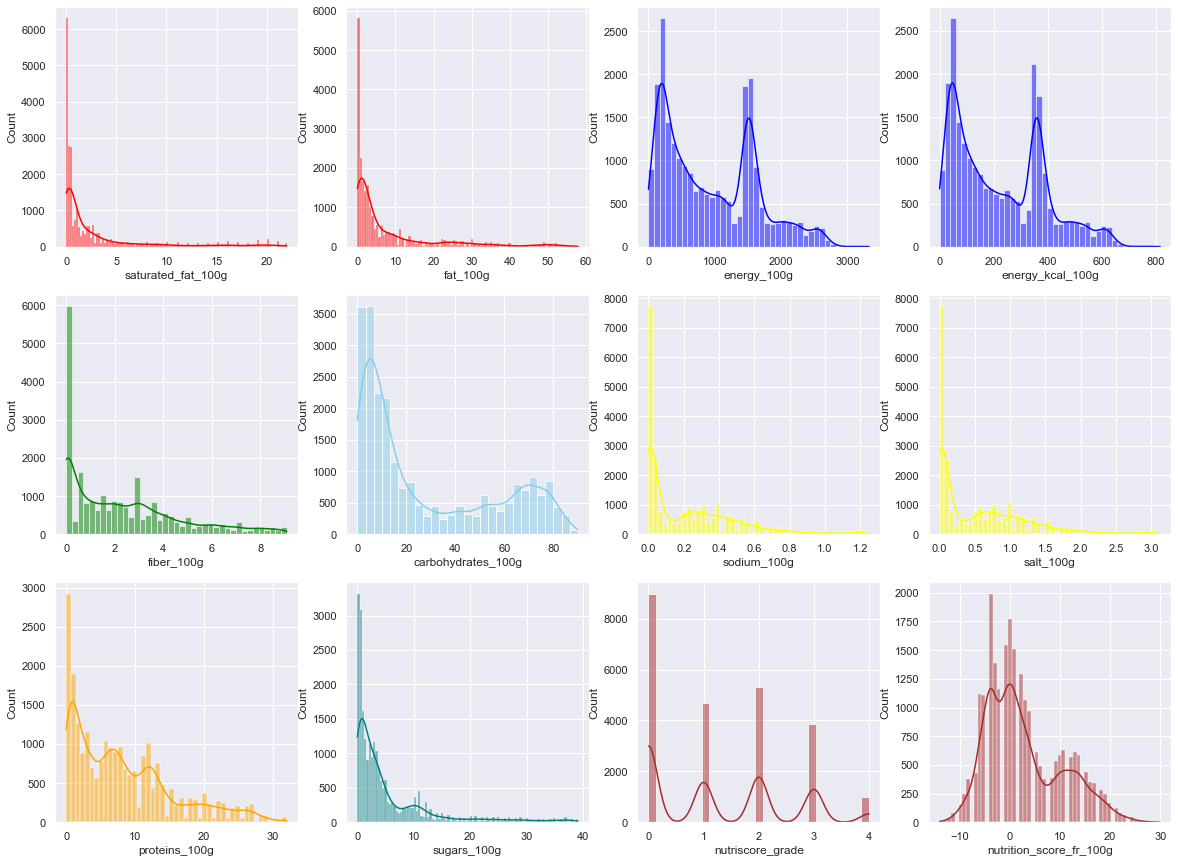 6000
5000
4000
3000
2000
1000
0
Count
0 5 10 15 20
saturated_fat_100g
6000
5000
4000
3000
2000
1000
0
Count
0 10 20 30 40 50 60
fat_100g
2500
2000
1500
1000
500
0
Count
0 1000 2000 3000
energy_100g
2500
2000
1500
1000
500
0
Count
0 200 400 600 800
energy_kcal_100g
6000
5000
4000
3000
2000
1000
0
Count
0 2 4 6 8
fiber_100g
3500
3000
2500
2000
1500
1000
500
0
Count
0 20 40 60 80
carbohydrates_100g
8000
7000
6000
5000
4000
3000
2000
1000
0
Count
0.0 0.2 0.4 0.6 0.8 1.0 1.2
sodium_100g
8000
7000
6000
5000
4000
3000
2000
1000
0
Count
0.0 0.5 1.0 1.5 2.0 2.5 3.0
salt_100g
3000
2500
2000
1500
1000
500
0
Count
0 10 20 30
proteins_100g
3000
2500
2000
1500
1000
500
0
Count
0 10 20 30 40
sugars_100g
8000
6000
4000
2000
0
Count
0 1 2 3 4
nutriscore_grade
2000
1750
1500
1250
1000
750
500
250
0
Count
−10 0 10 20 30
nutrition_score_fr_100g